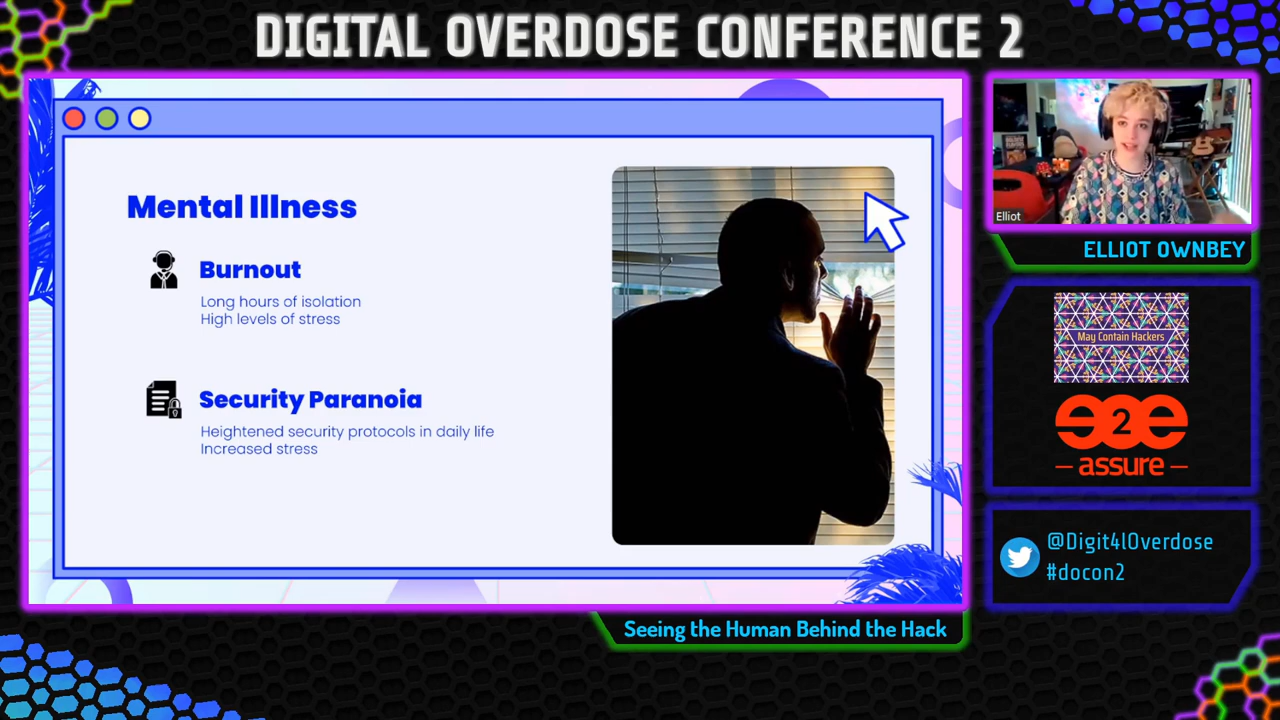 DIGITAL OVERDOSE CONFERENCE 2
Mental Illness
Burnout
Long hours of isolation
High levels of stress
Security Paranoia
Heightened security protocols in daily life
Increased stress
Elliot
ELLIOT OWNBEY
May Contain Hackers
e2e
assure
@Digit4lOverdose
#docon2
Seeing the Human Behind the Hack